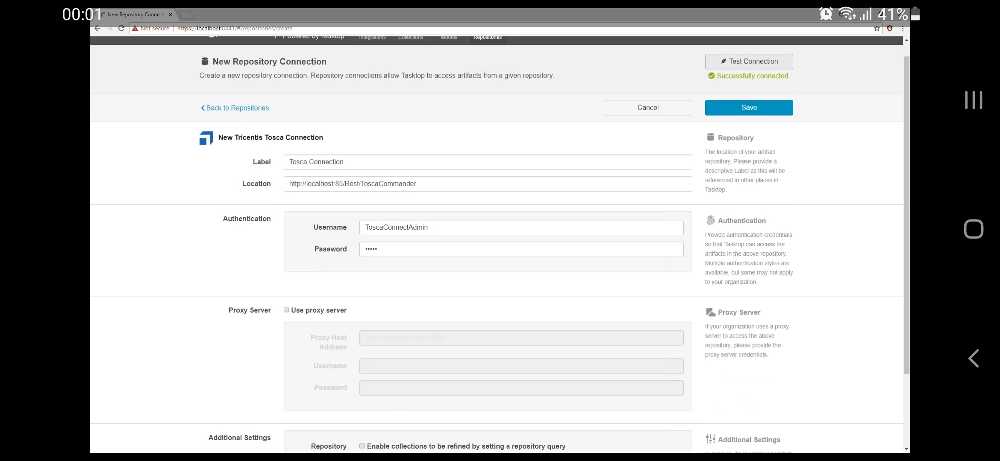 00:01
New Repository Connect
41%
Not secure
https://localhost:8443/#/repositories/create
Powered by Tasktop
Integrations
Collections
Models
Repositories
New Repository Connection
Create a new repository connection. Repository connections allow Tasktop to access artifacts from a given repository.
Test Connection
Successfully connected.
Back to Repositories
Cancel
Save
New Tricentis Tosca Connection
Label
Tosca Connection
Location
http://localhost:85/Rest/ToscaCommander
Repository
The location of your artifact
repository. Please provide a
descriptive Label as this will be
referenced in other places in
Tasktop.
Authentication
Username
ToscaConnectAdmin
Password
•••••
Authentication
Provide authentication credentials
so that Tasktop can access the
artifacts in the above repository.
Multiple authentication styles are
available, but some may not apply
to your organization.
Proxy Server
Use proxy server
Proxy Host
Address
Username
Password
Proxy Server
If your organization uses a proxy
server to access the above
repository, please provide the
proxy server credentials.
Additional Settings
Repository
Enable collections to be refined by setting a repository query
Additional Settings